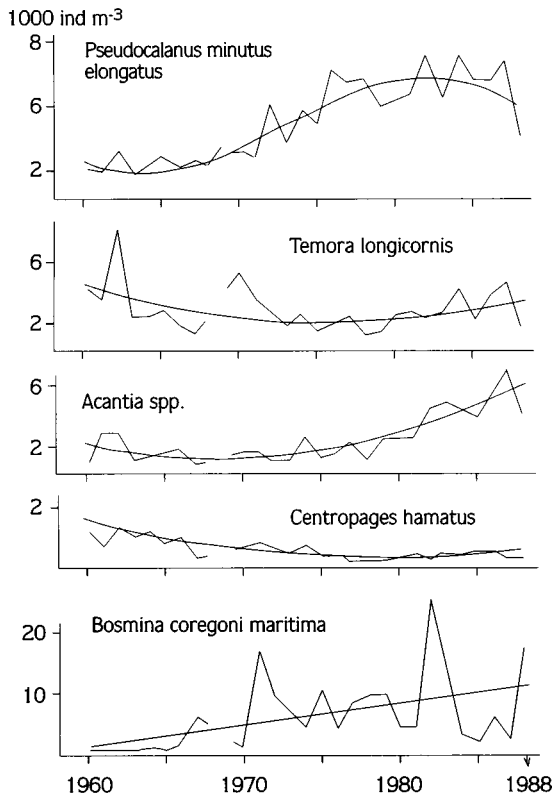 1000 ind m-3
8
Pseudocalanus minutus
elongatus
6
2
Temora longicornis
6
2
6
Acantia spp.
2
2
Centropages hamatus
20
Bosmina coregoni maritima
10
1960 1970 1980 1988